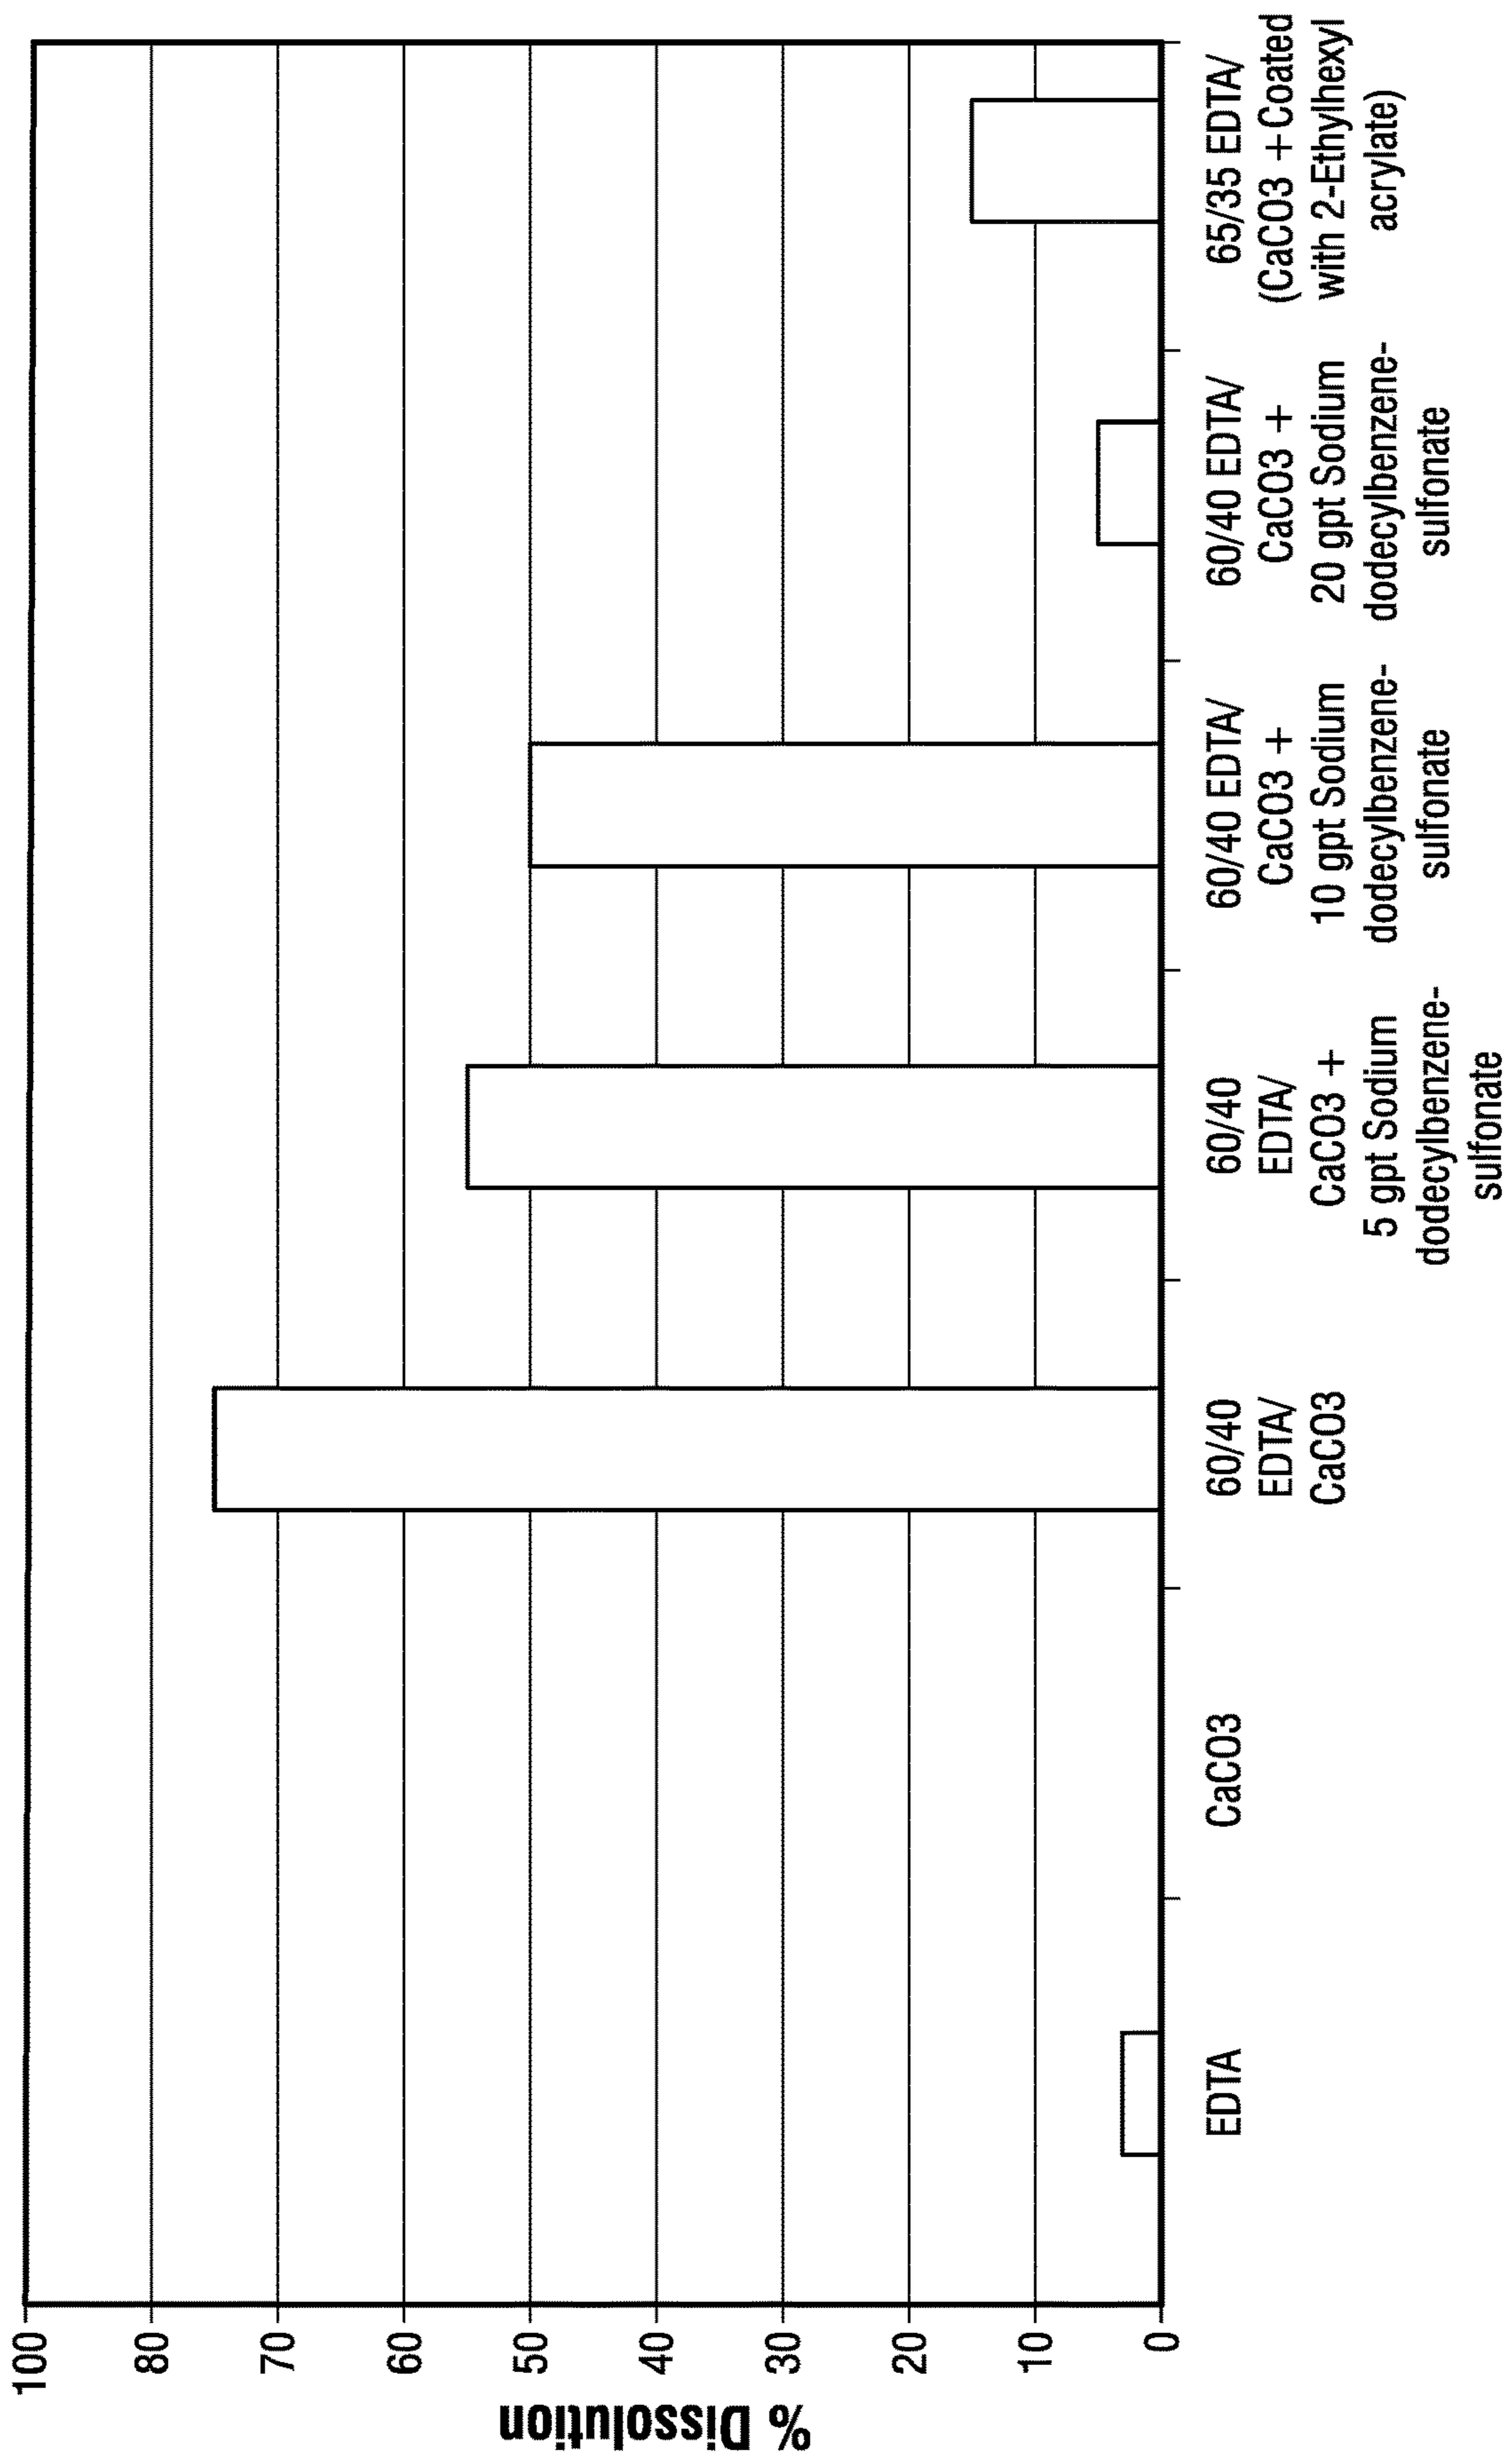 % Dissolution
100
80
70
60
50
40
30
20
10
0
EDTA
CaCO3
60/40
EDTA/
CaCO3
60/40
EDTA/
CaCO3 +
5 gpt Sodium
dodecylbenzene-
sulfonate
60/40 EDTA/
CaCO3 +
10 gpt Sodium
dodecylbenzene-
sulfonate
60/40 EDTA/
CaCO3 +
20 gpt Sodium
dodecylbenzene-
sulfonate
65/35 EDTA/
(CaCO3 +Coated
with 2-Ethylhexyl
acrylate)